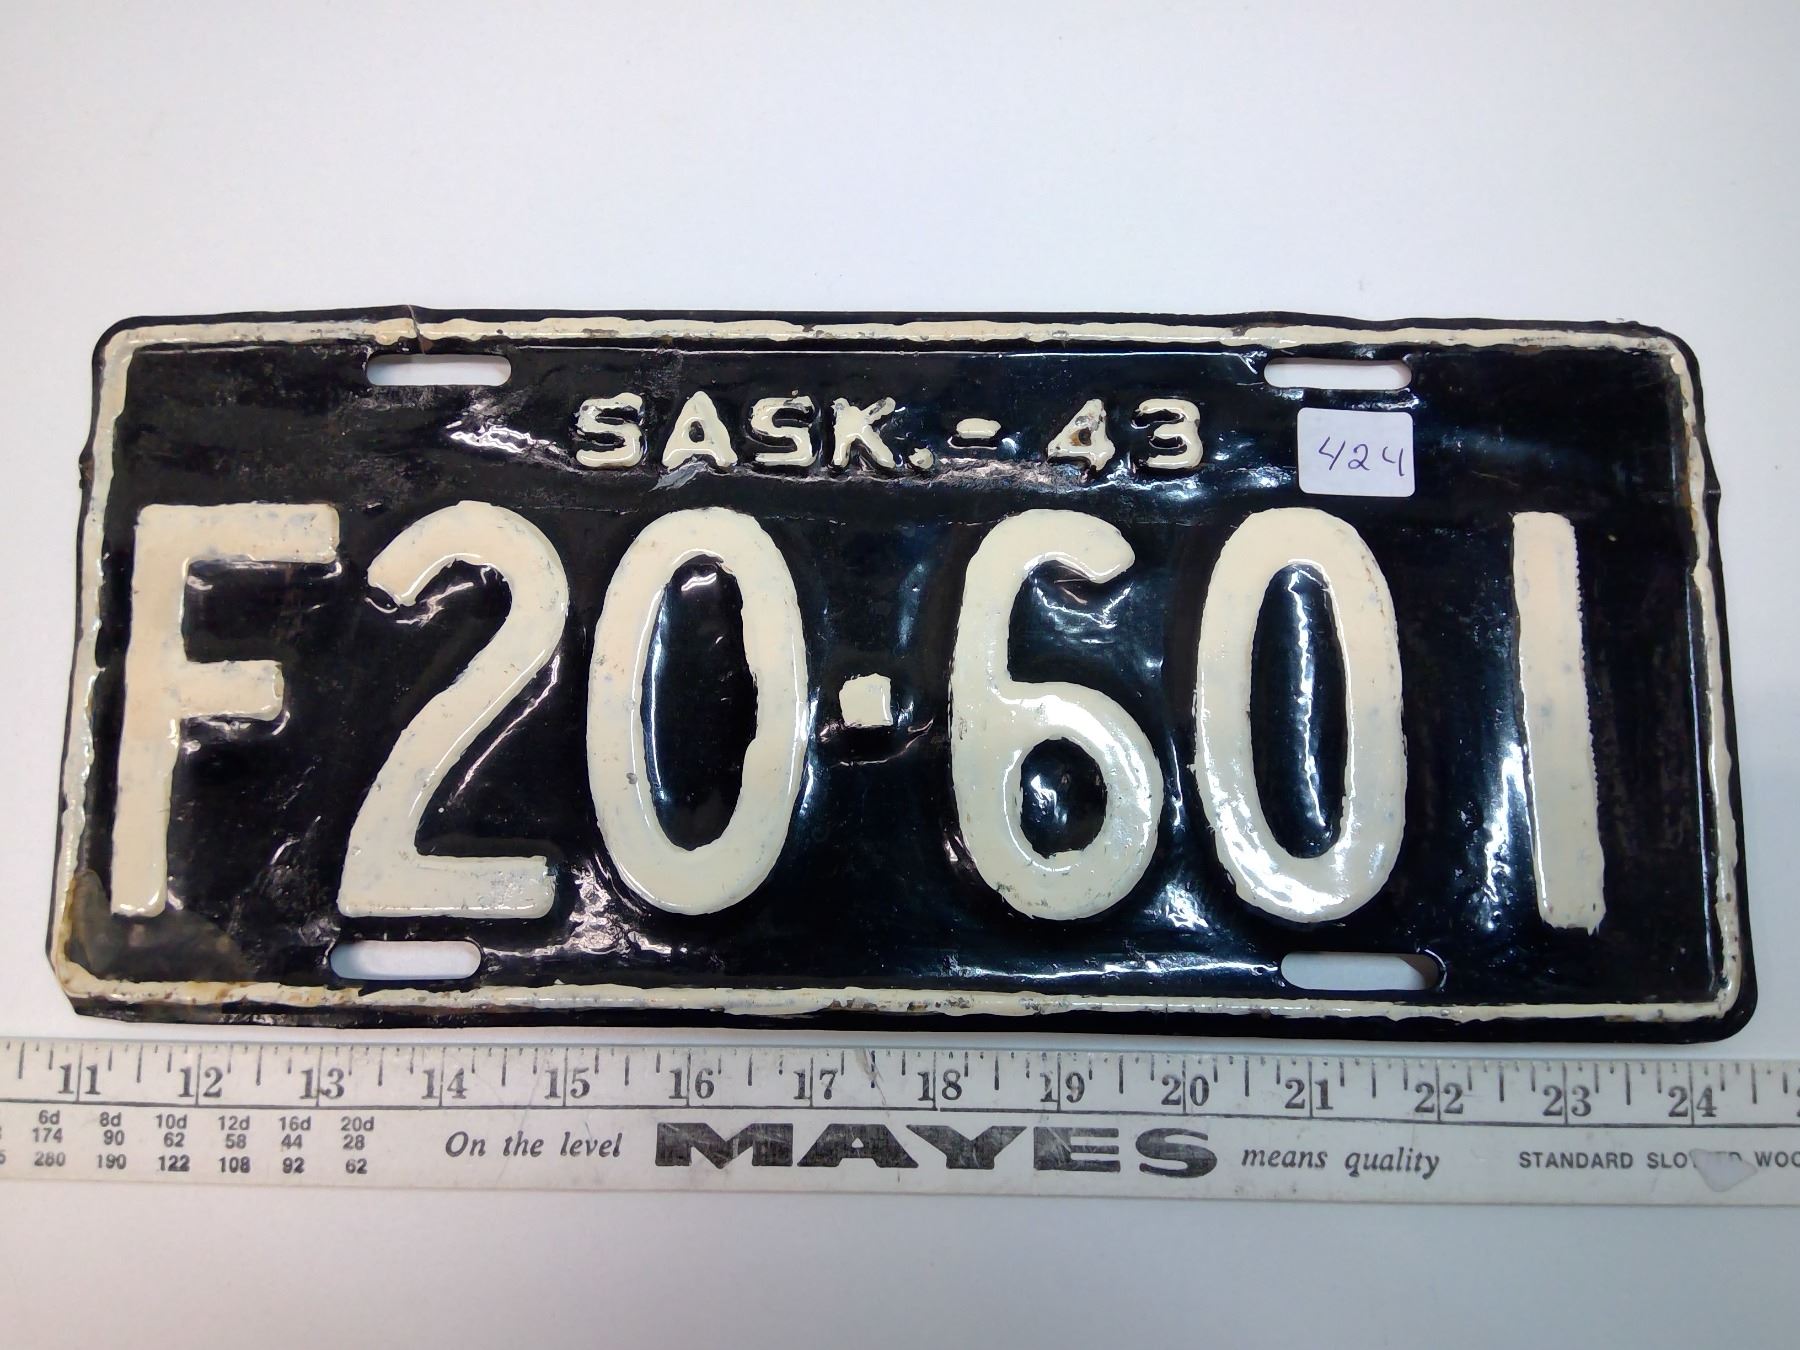 SASK.-43
424
F20·601
11 12 13 14 15 16 17 18 19 20 21 22 23 24
6d 8d 10d 12d 16d 20d
174 90 62 58 44 28
280 190 122 108 92 62
On the level MAYES means quality STANDARD